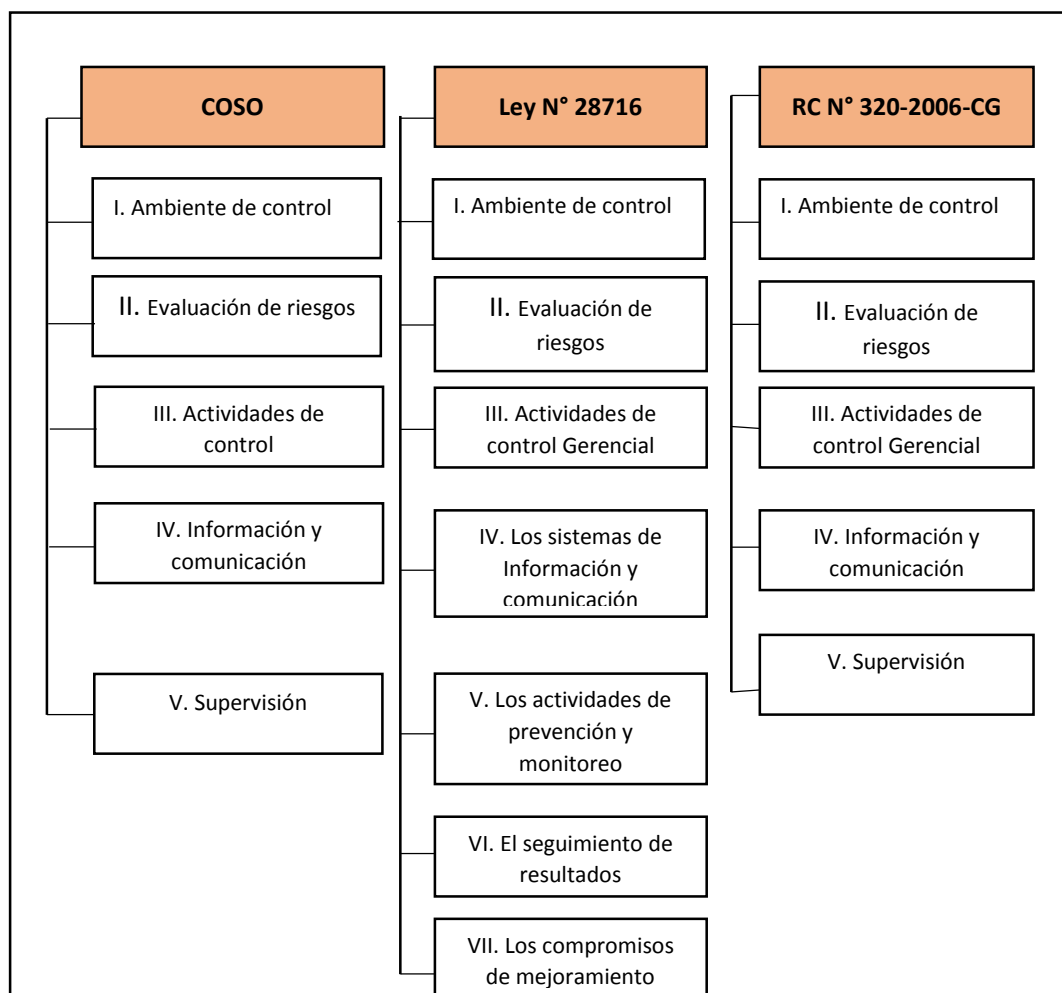 COSO
I. Ambiente de control
II. Evaluación de riesgos
III. Actividades de
control
IV. Información y
comunicación
V. Supervisión
Ley N° 28716
I. Ambiente de control
II. Evaluación de
riesgos
III. Actividades de
control Gerencial
IV. Los sistemas de
Información y
comunicación
V. Los actividades de
prevención y
monitoreo
VI. El seguimiento de
resultados
VII. Los compromisos
de mejoramiento
RC N° 320-2006-CG
I. Ambiente de control
II. Evaluación de
riesgos
III. Actividades de
control Gerencial
IV. Información y
comunicación
V. Supervisión